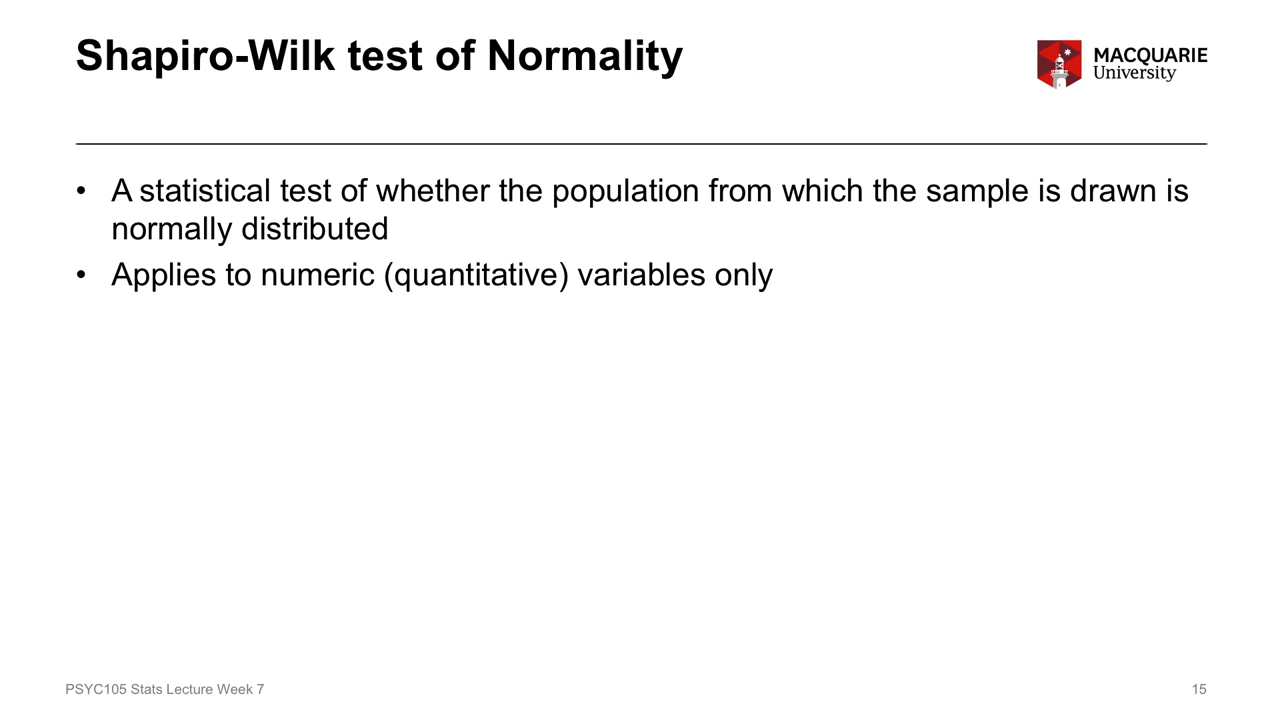 Shapiro-Wilk test of Normality
MACQUARIE
University
• A statistical test of whether the population from which the sample is drawn is
normally distributed
• Applies to numeric (quantitative) variables only
PSYC105 Stats Lecture Week 7
15